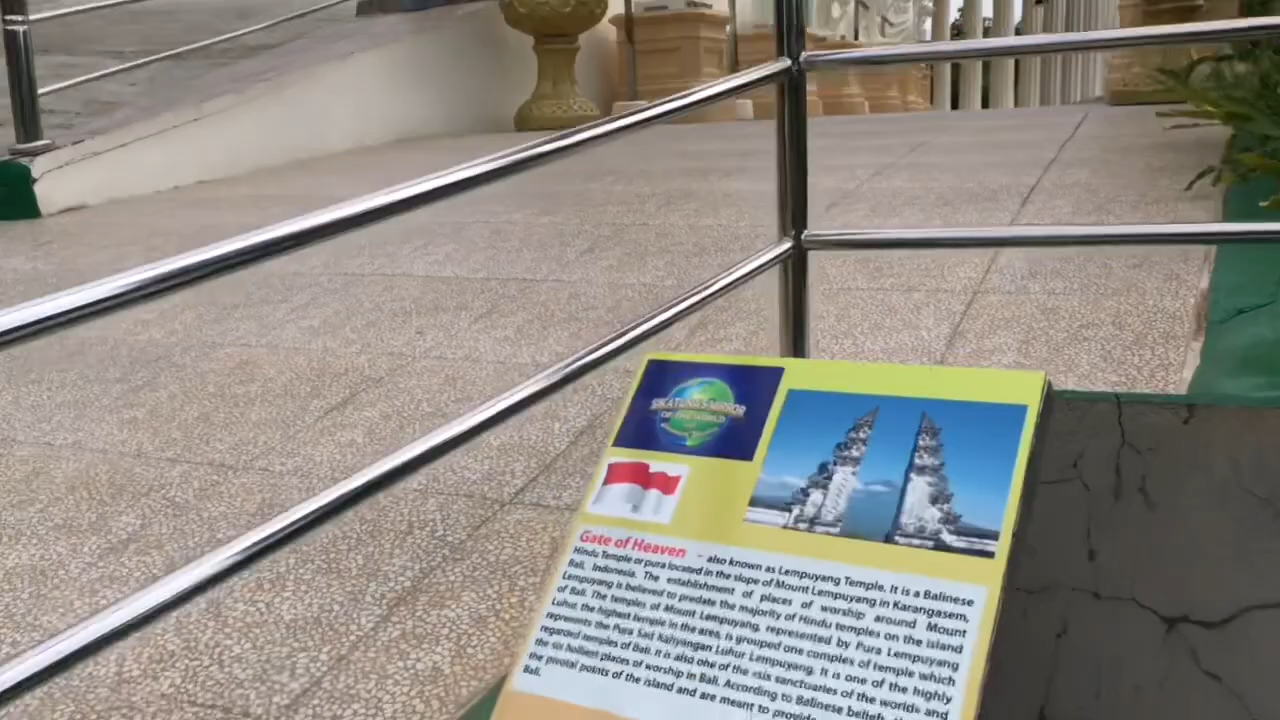 SIKATUNA'S MIRROR
OF THE WORLD
Gate of Heaven - also known as Lempuyang Temple. It is a Balinese
Hindu Temple or pura located in the slope of Mount Lempuyang in Karangasem,
Bali, Indonesia. The establishment of places of worship around Mount
Lempuyang is believed to predate the majority of Hindu temples on the island
of Bali. The temples of Mount Lempuyang, represented by Pura Lempuyang
Luhur, the highest temple in the area, is grouped one complex of temple which
represents the Pura Sad Kahyangan Luhur Lempuyang. It is one of the highly
regarded temples of Bali. It is also one of the «six sanctuaries of the world» and
the six holliest places of worship in Bali. According to Balinese beliefs,
the pivotal points of the island and are meant to provide
Bali.